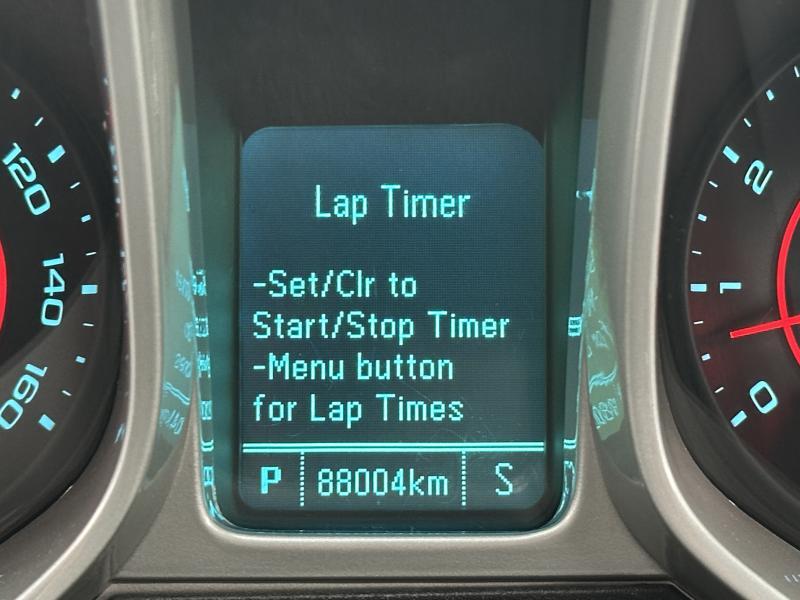 Lap Timer
-Set/Clr to
Start/Stop Timer
-Menu button
for Lap Times
P 88004km S
120
140
160
2
1
0